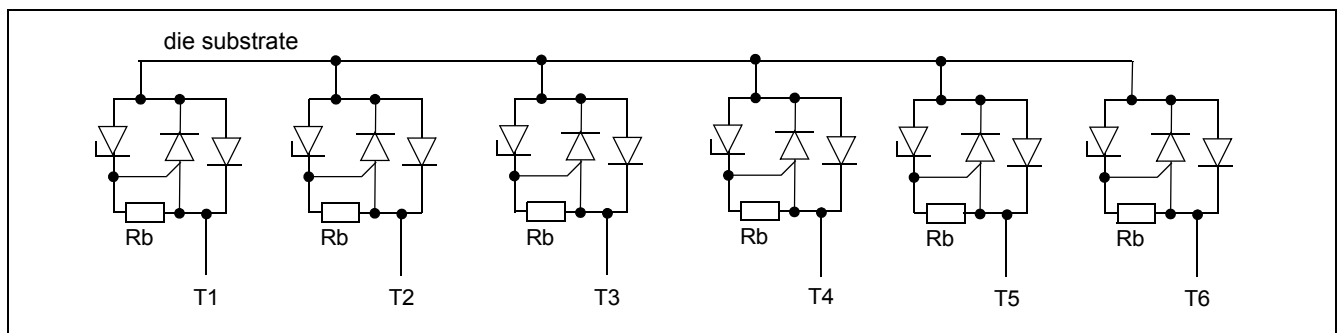 die substrate
Rb Rb Rb Rb Rb Rb
T1 T2 T3 T4 T5 T6